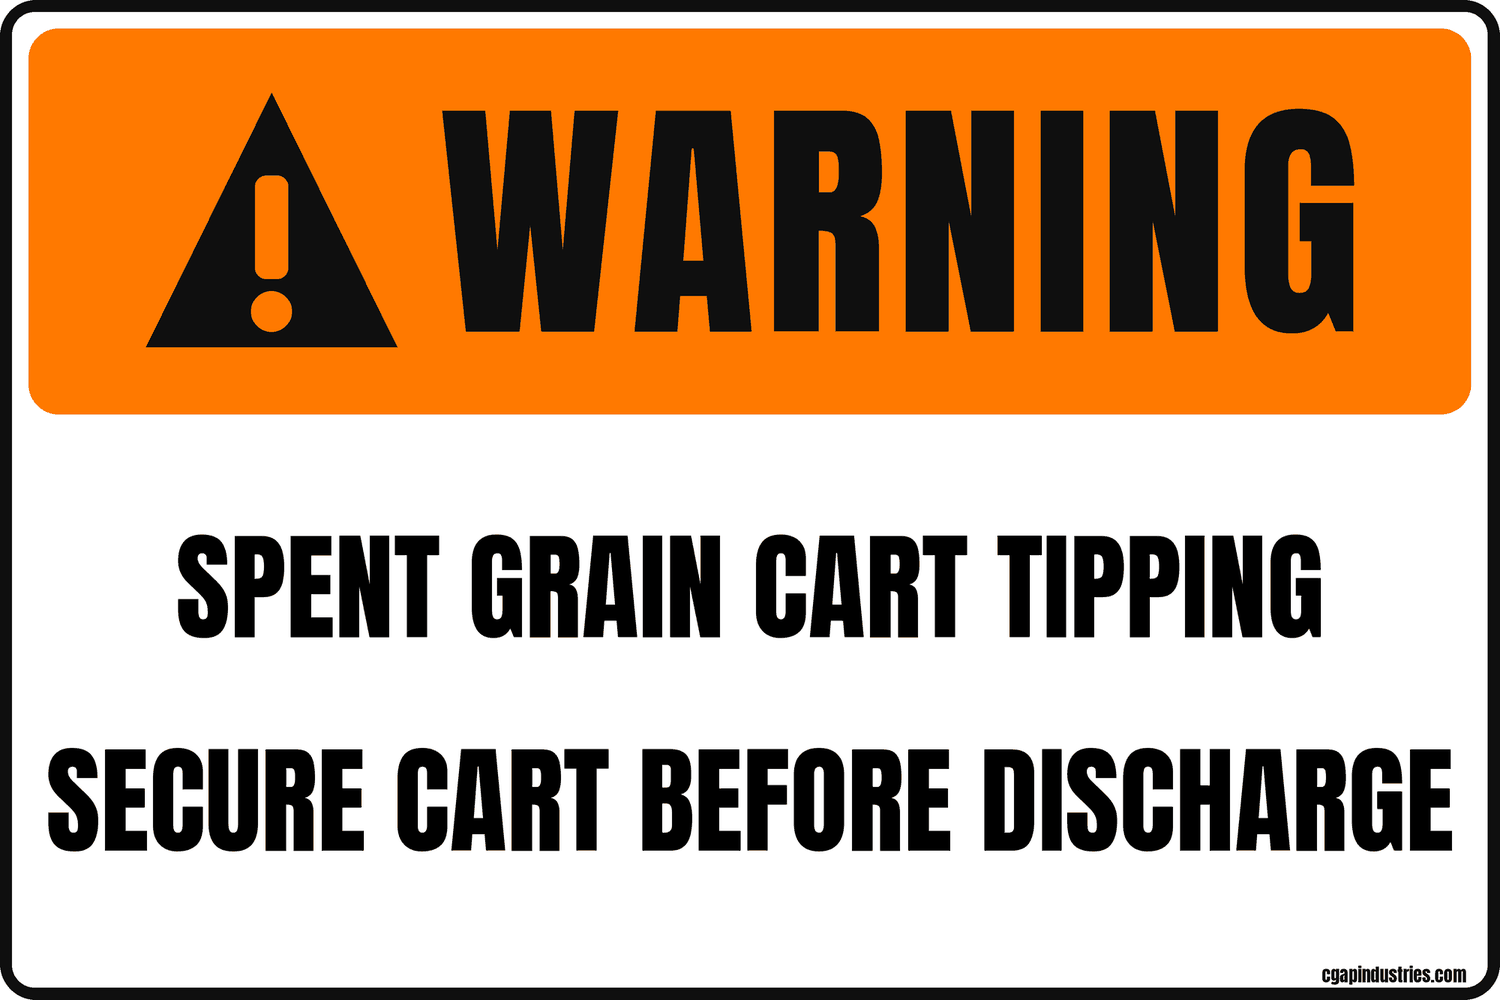 WARNING
SPENT GRAIN CART TIPPING
SECURE CART BEFORE DISCHARGE
cgapindustries.com